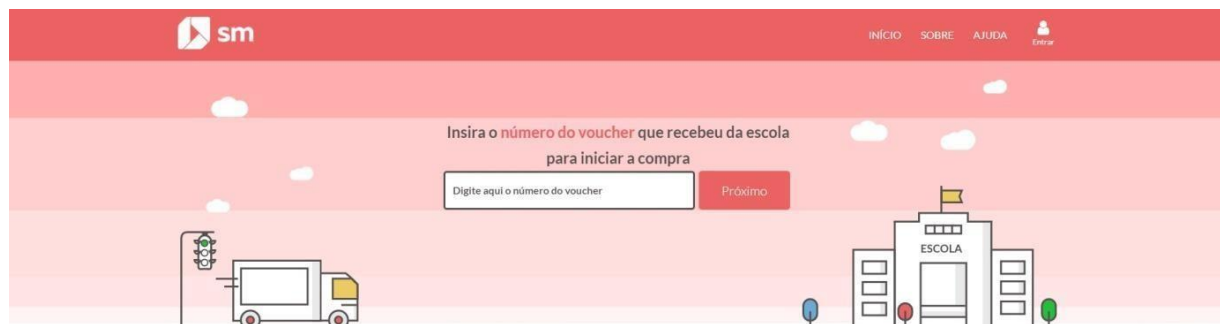 sm
INÍCIO SOBRE AJUDA Entrar
Insira o número do voucher que recebeu da escola
para iniciar a compra
Digite aqui o número do voucher Próximo
ESCOLA